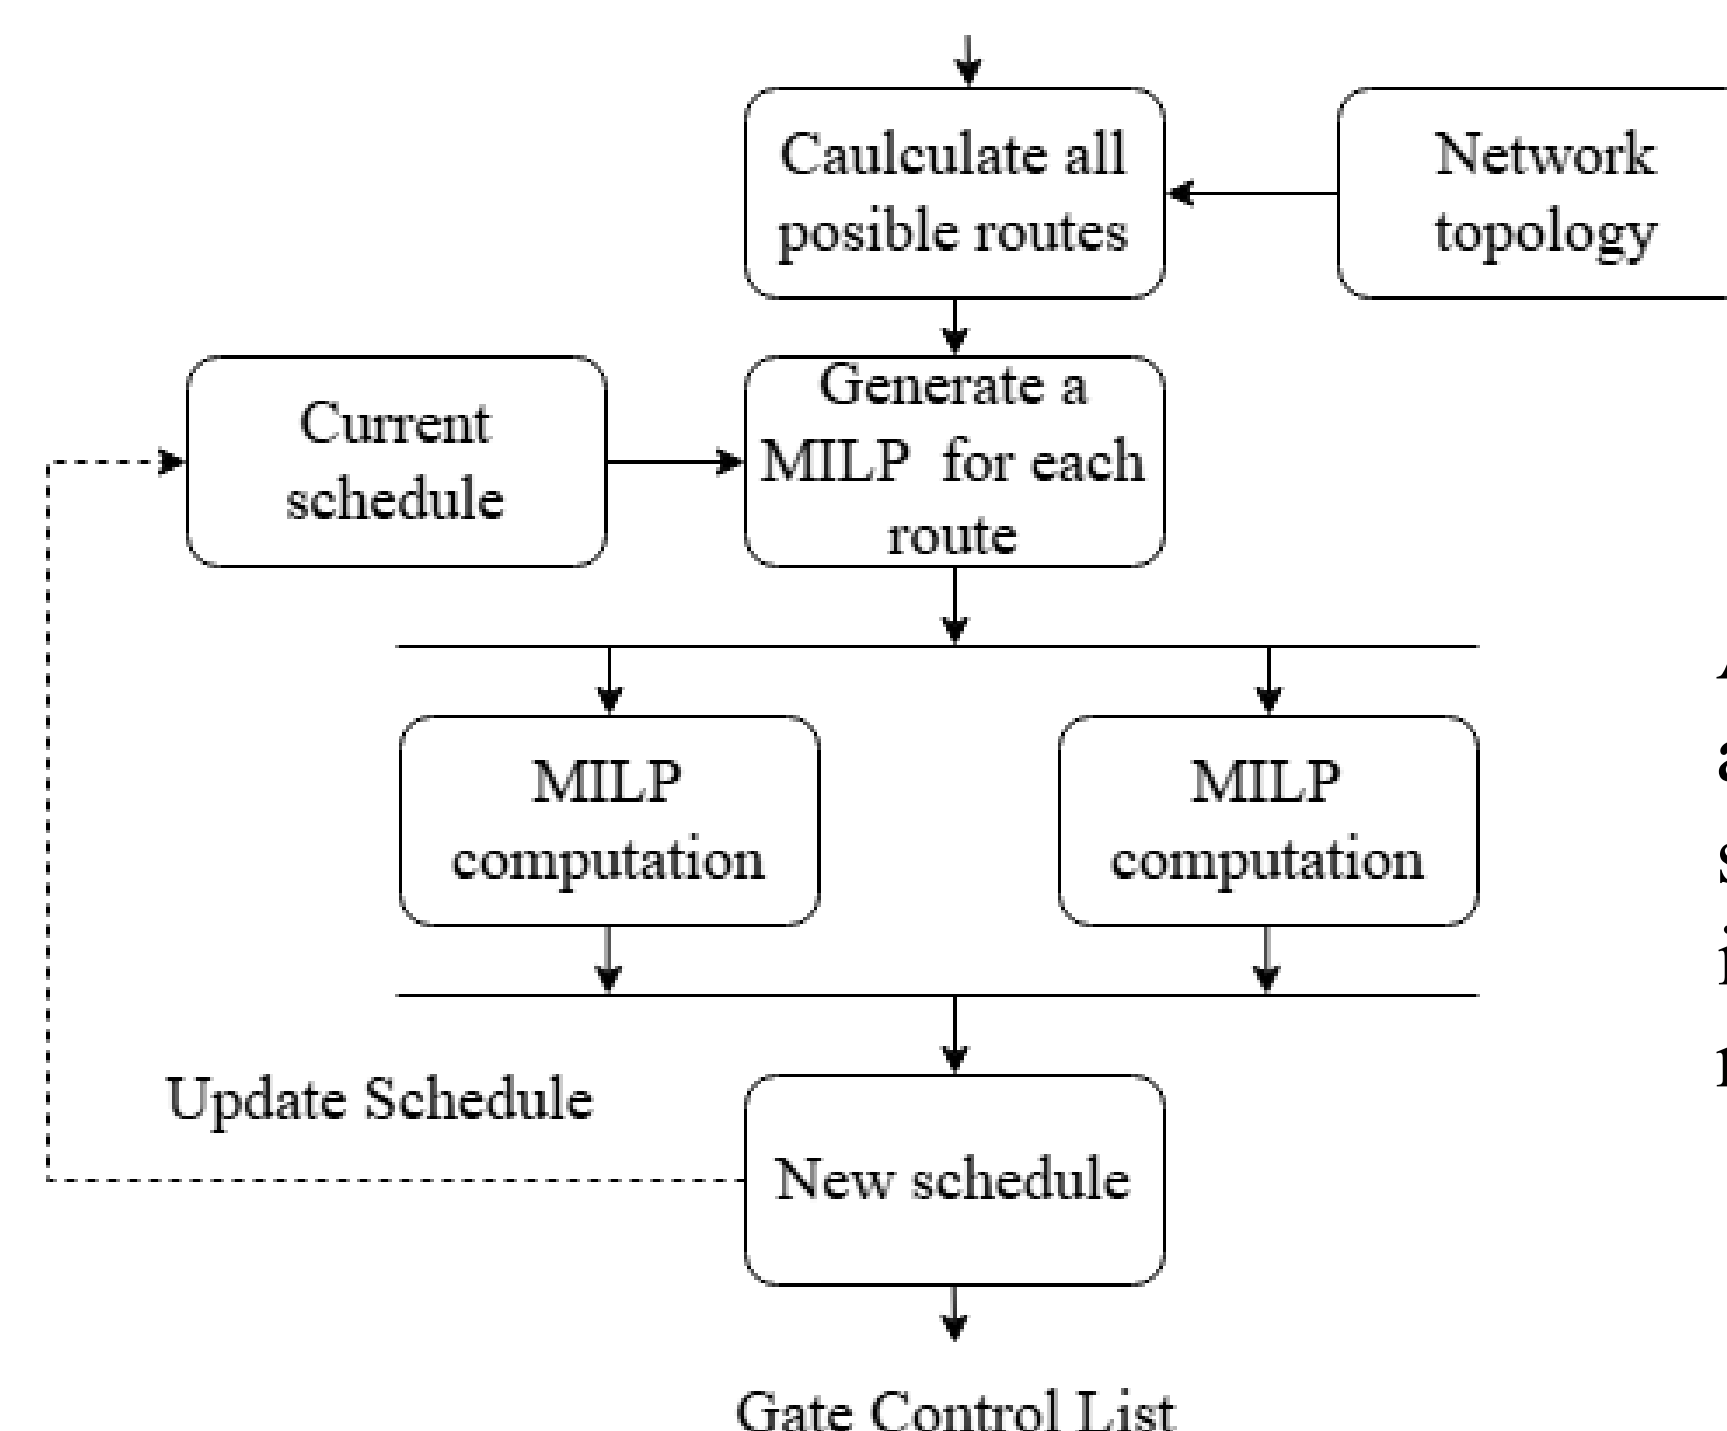 Caulculate all
posible routes
Network
topology
Current
schedule
Generate a
MILP for each
route
MILP
computation
MILP
computation
Update Schedule
New schedule
Gate Control List